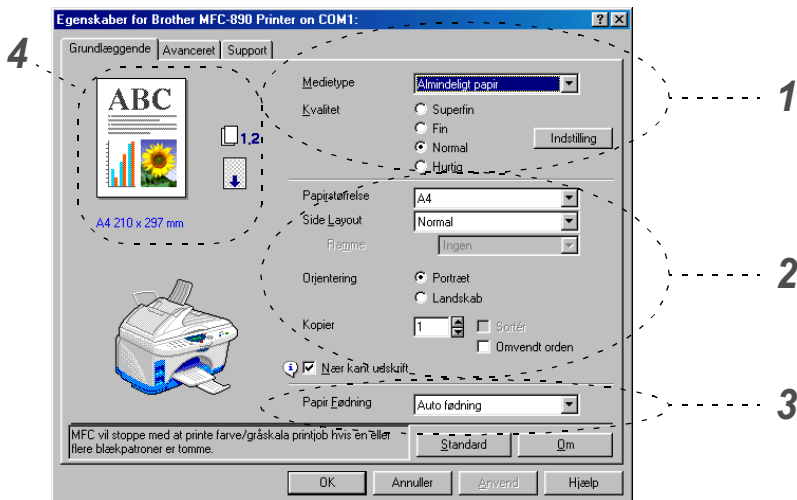 Egenskaber for Brother MFC-890 Printer on COM1:
Grundlæggende Avanceret Support
4
ABC
1.2
A4 210 x 297 mm
Medietype Almindeligt papir
Kvalitet Superfin
Fin
Normal
Hurtig
Indstilling
1
Papirstørrelse A4
Side Layout Normal
Ramme Ingen
Orientering Portræt
Landskab
2
Kopier 1 Sortér
Omvendt orden
Nær kant udskrift
Papir Fødning Auto fødning
3
MFC vil stoppe med at printe farve/gråskala printjob hvis en eller
flere blækpatroner er tomme.
Standard Om
OK Annuller Anvend Hjælp